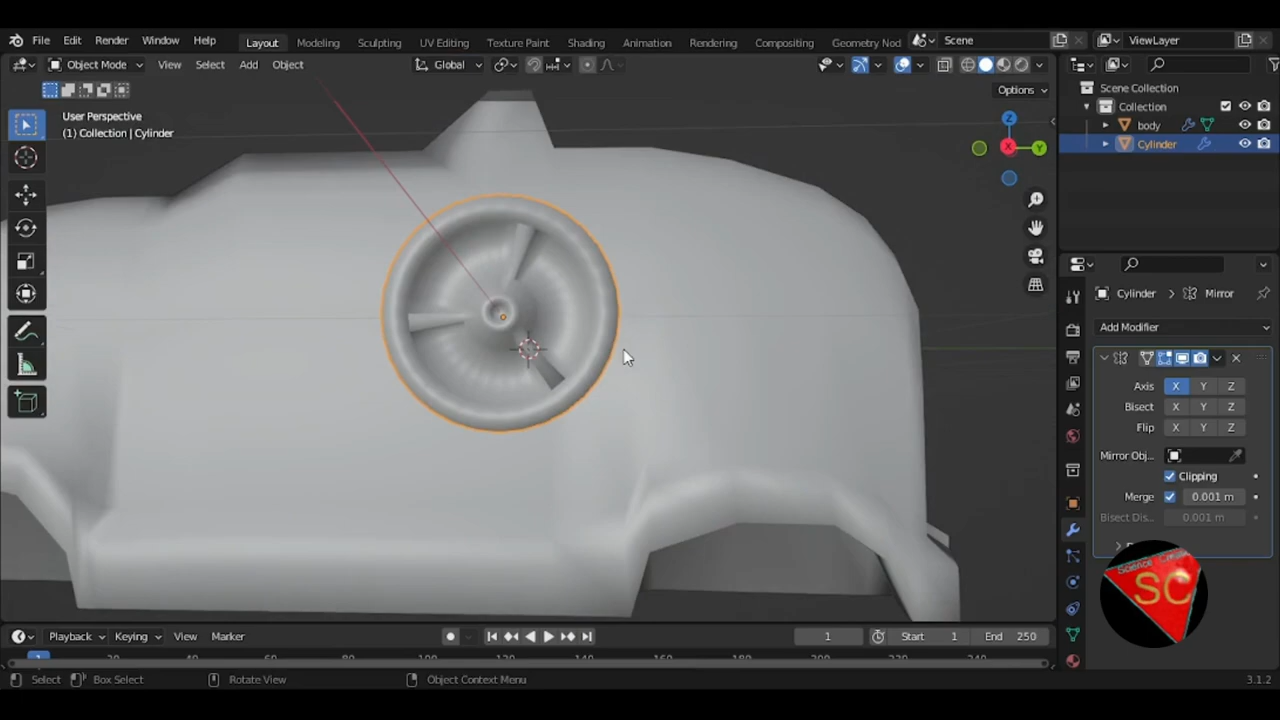 File Edit Render Window Help
Layout Modeling Sculpting UV Editing Texture Paint Shading Animation Rendering Compositing Geometry Nod
Scene
ViewLayer
Object Mode View Select Add Object
Global
Options
User Perspective
(1) Collection | Cylinder
Z
X
Y
Scene Collection
Collection
body
Cylinder
Cylinder > Mirror
Add Modifier
Axis X Y Z
Bisect X Y Z
Flip X Y Z
Mirror Obj...
Clipping
Merge 0.001 m
Bisect Dis... 0.001 m
Science
SC
Playback Keying View Marker
1 Start 1 End 250
1
Select Box Select Rotate View Object Context Menu
3.1.2